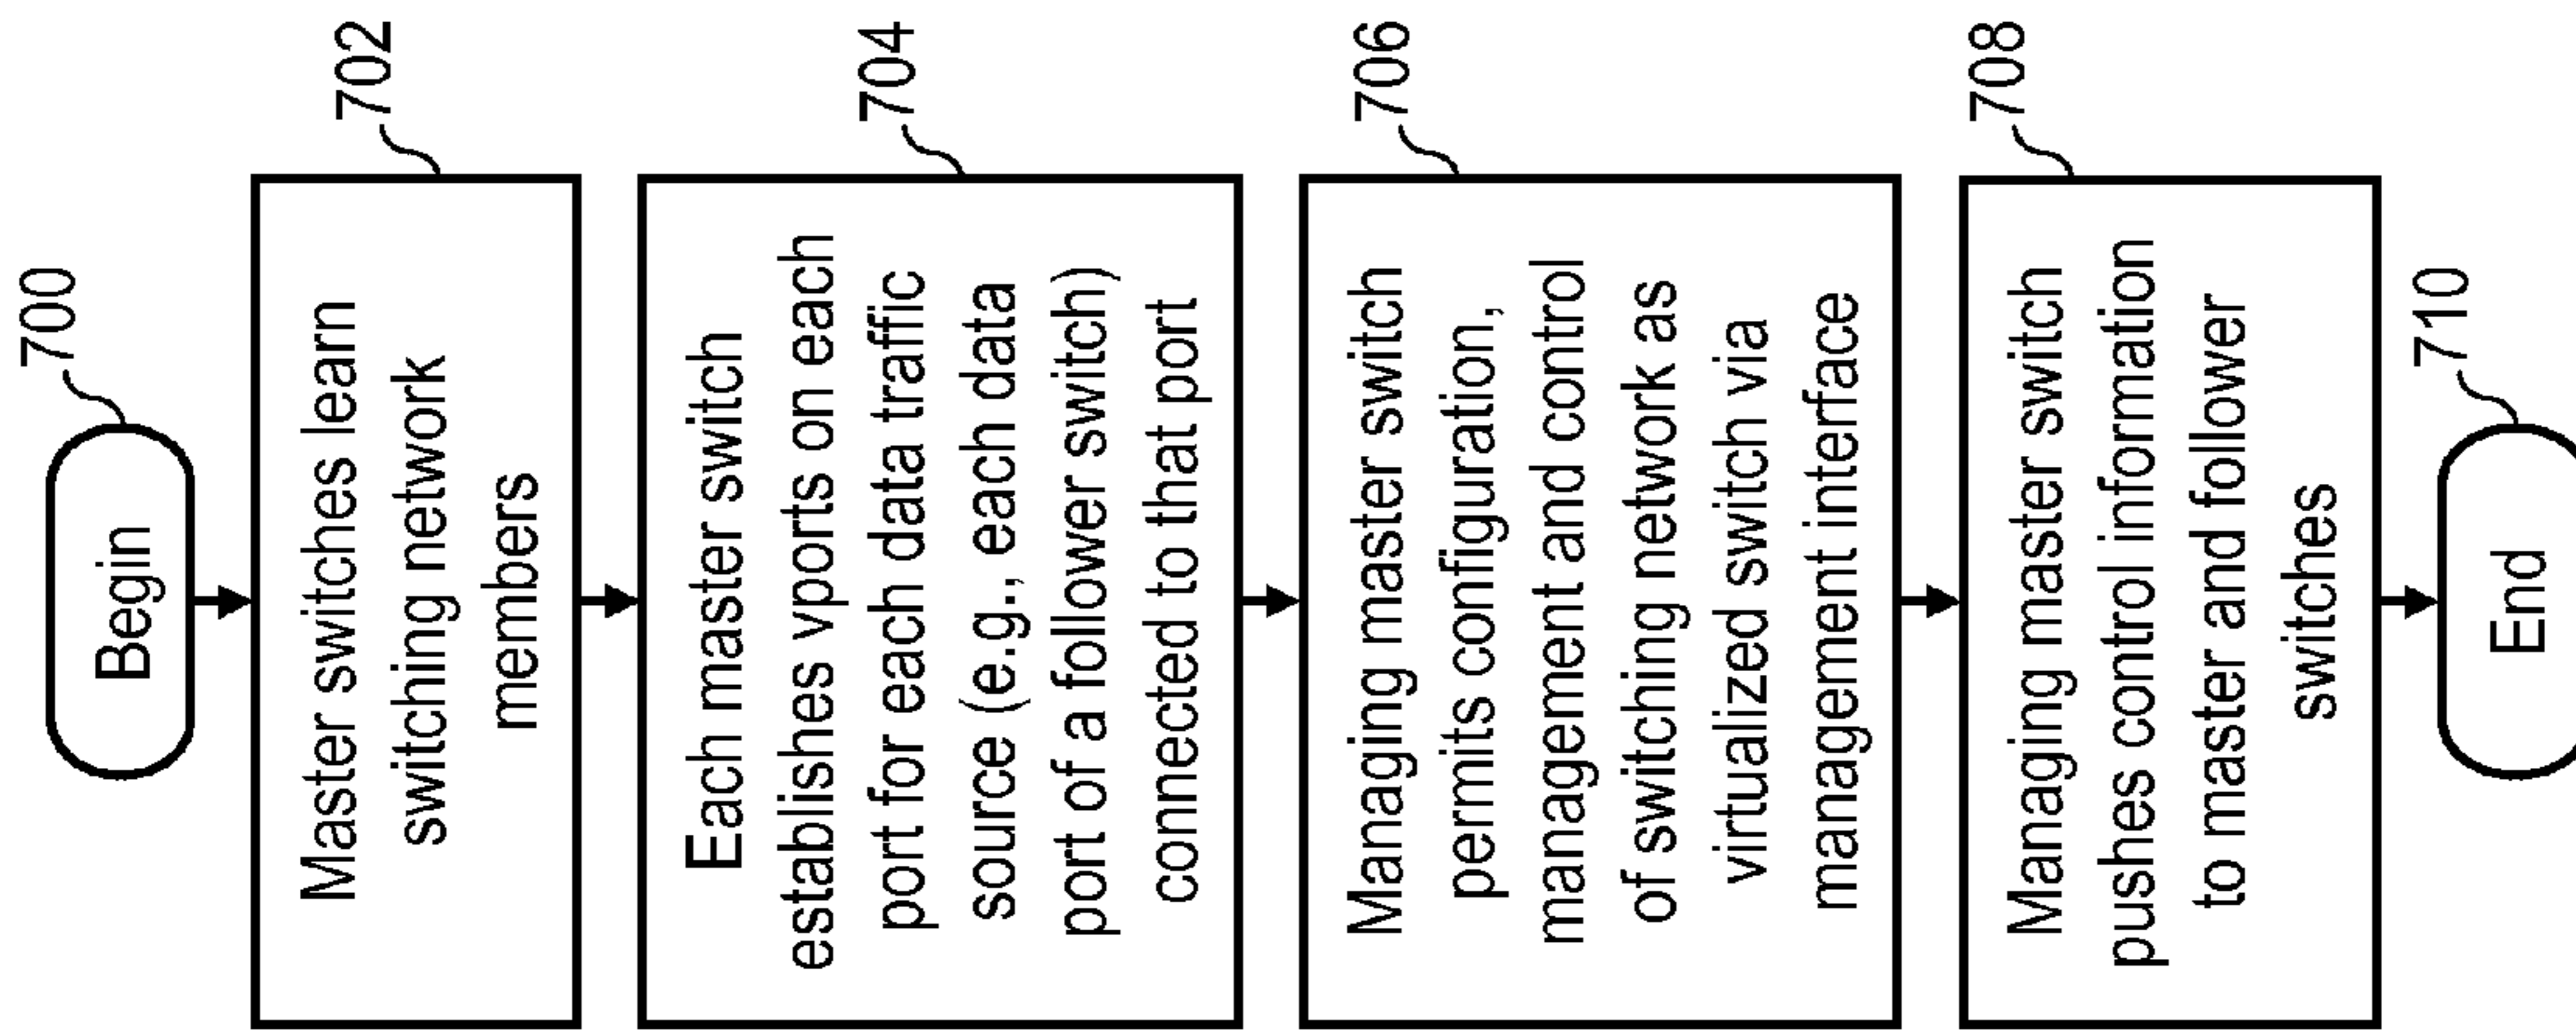 700
Begin
702
Master switches learn
switching network
members
704
Each master switch
establishes vports on each
port for each data traffic
source (e.g., each data
port of a follower switch)
connected to that port
706
Managing master switch
permits configuration,
management and control
of switching network as
virtualized switch via
management interface
708
Managing master switch
pushes control information
to master and follower
switches
710
End